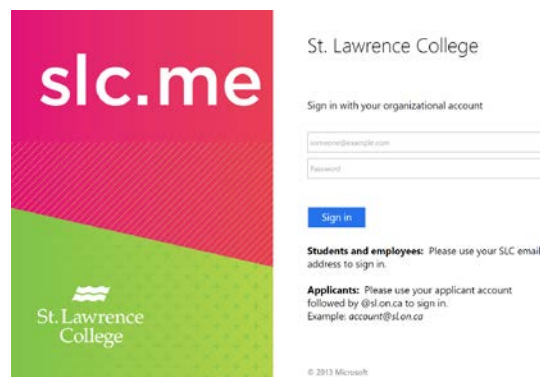 slc.me
St. Lawrence
College
St. Lawrence College
Sign in with your organizational account
someone@example.com
Password
Sign in
Students and employees: Please use your SLC email
address to sign in.
Applicants: Please use your applicant account
followed by @sl.on.ca to sign in.
Example: account@sl.on.ca
© 2013 Microsoft